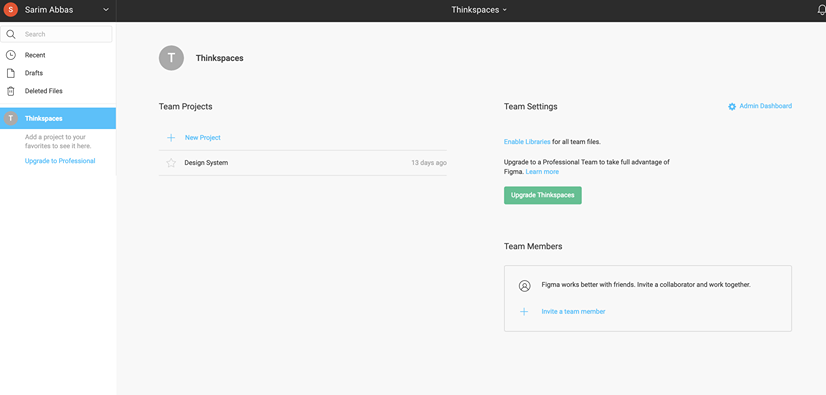 S
Sarim Abbas
Thinkspaces
Search
Recent
Drafts
Deleted Files
T
Thinkspaces
Add a project to your
favorites to see it here.
Upgrade to Professional
T
Thinkspaces
Team Projects
New Project
Design System
13 days ago
Team Settings
Admin Dashboard
Enable Libraries for all team files.
Upgrade to a Professional Team to take full advantage of
Figma. Learn more
Upgrade Thinkspaces
Team Members
Figma works better with friends. Invite a collaborator and work together.
Invite a team member